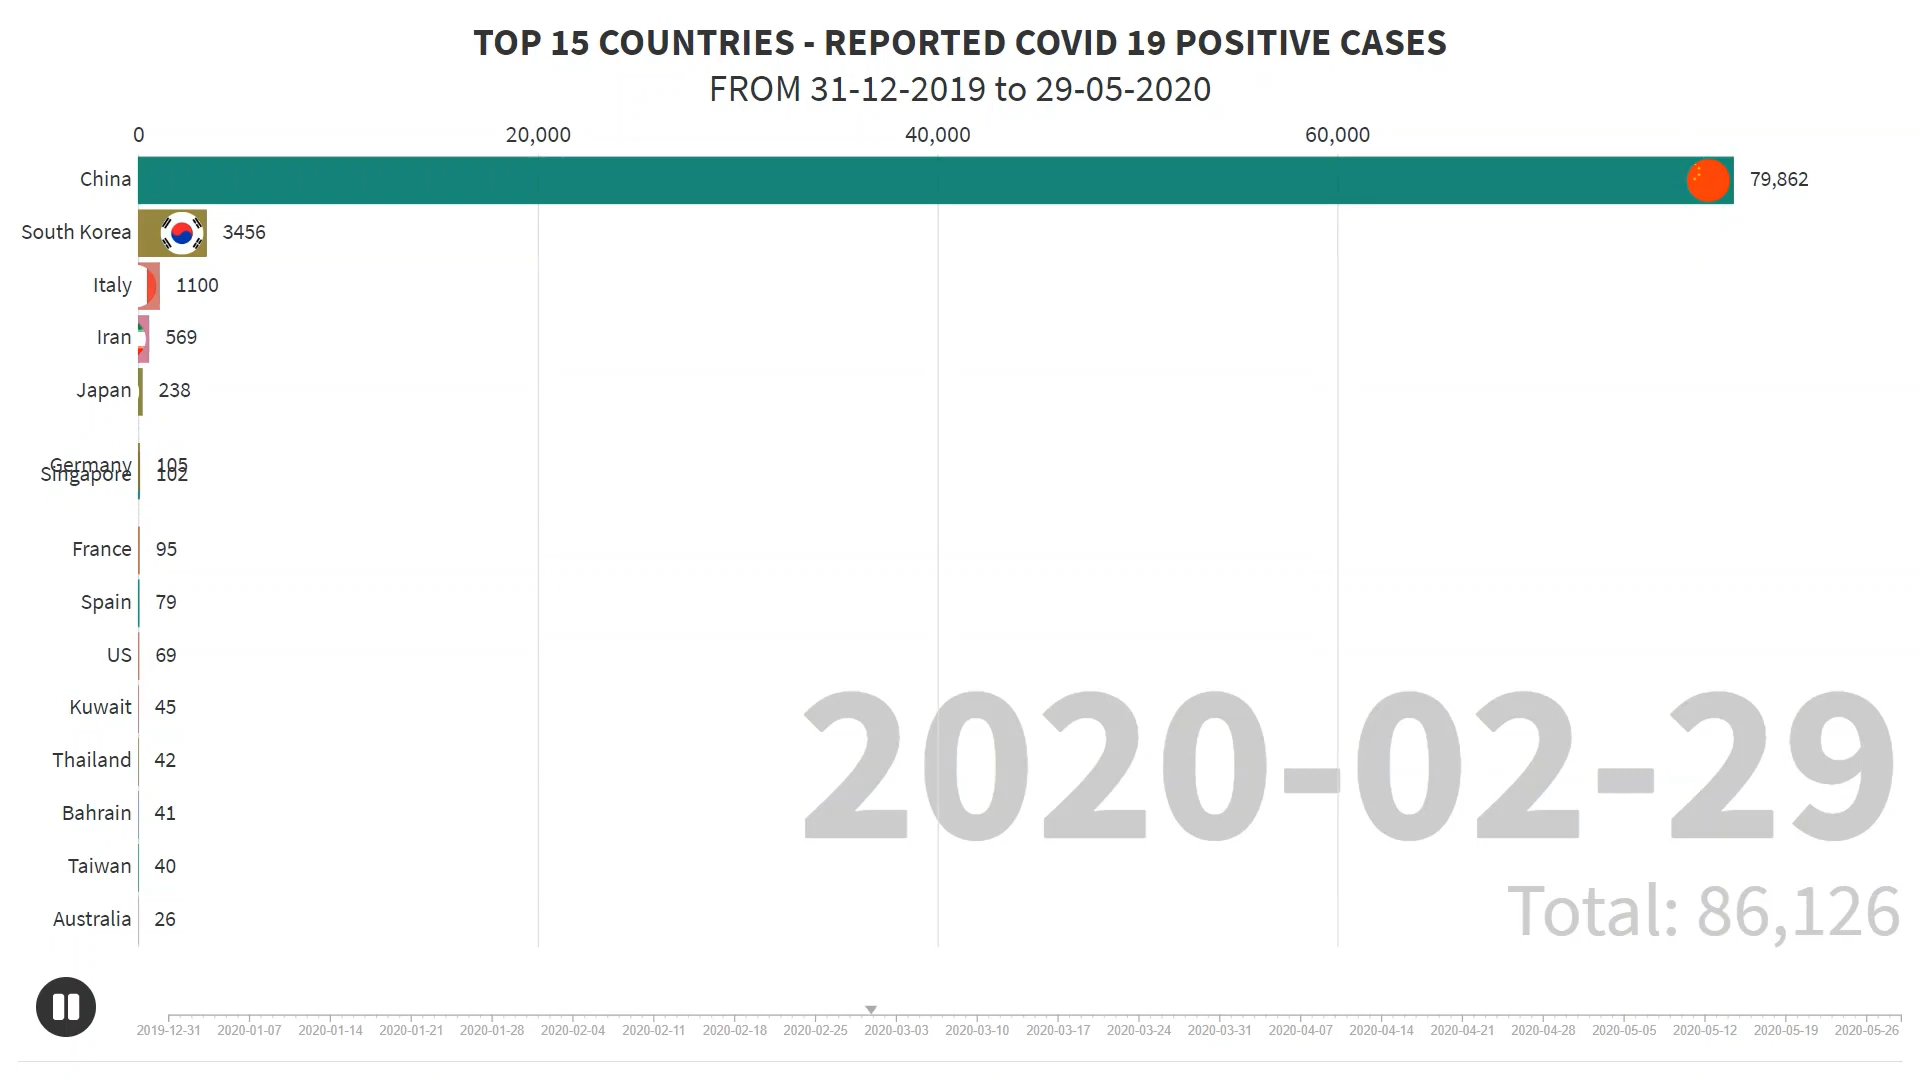 TOP 15 COUNTRIES - REPORTED COVID 19 POSITIVE CASES
FROM 31-12-2019 to 29-05-2020
0 20,000 40,000 60,000
China 79,862
South Korea 3456
Italy 1100
Iran 569
Japan 238
Germany 105
Singapore 102
France 95
Spain 79
US 69
Kuwait 45
Thailand 42
Bahrain 41
Taiwan 40
Australia 26
2020-02-29
Total: 86,126
2019-12-31 2020-01-07 2020-01-14 2020-01-21 2020-01-28 2020-02-04 2020-02-11 2020-02-18 2020-02-25 2020-03-03 2020-03-10 2020-03-17 2020-03-24 2020-03-31 2020-04-07 2020-04-14 2020-04-21 2020-04-28 2020-05-05 2020-05-12 2020-05-19 2020-05-26